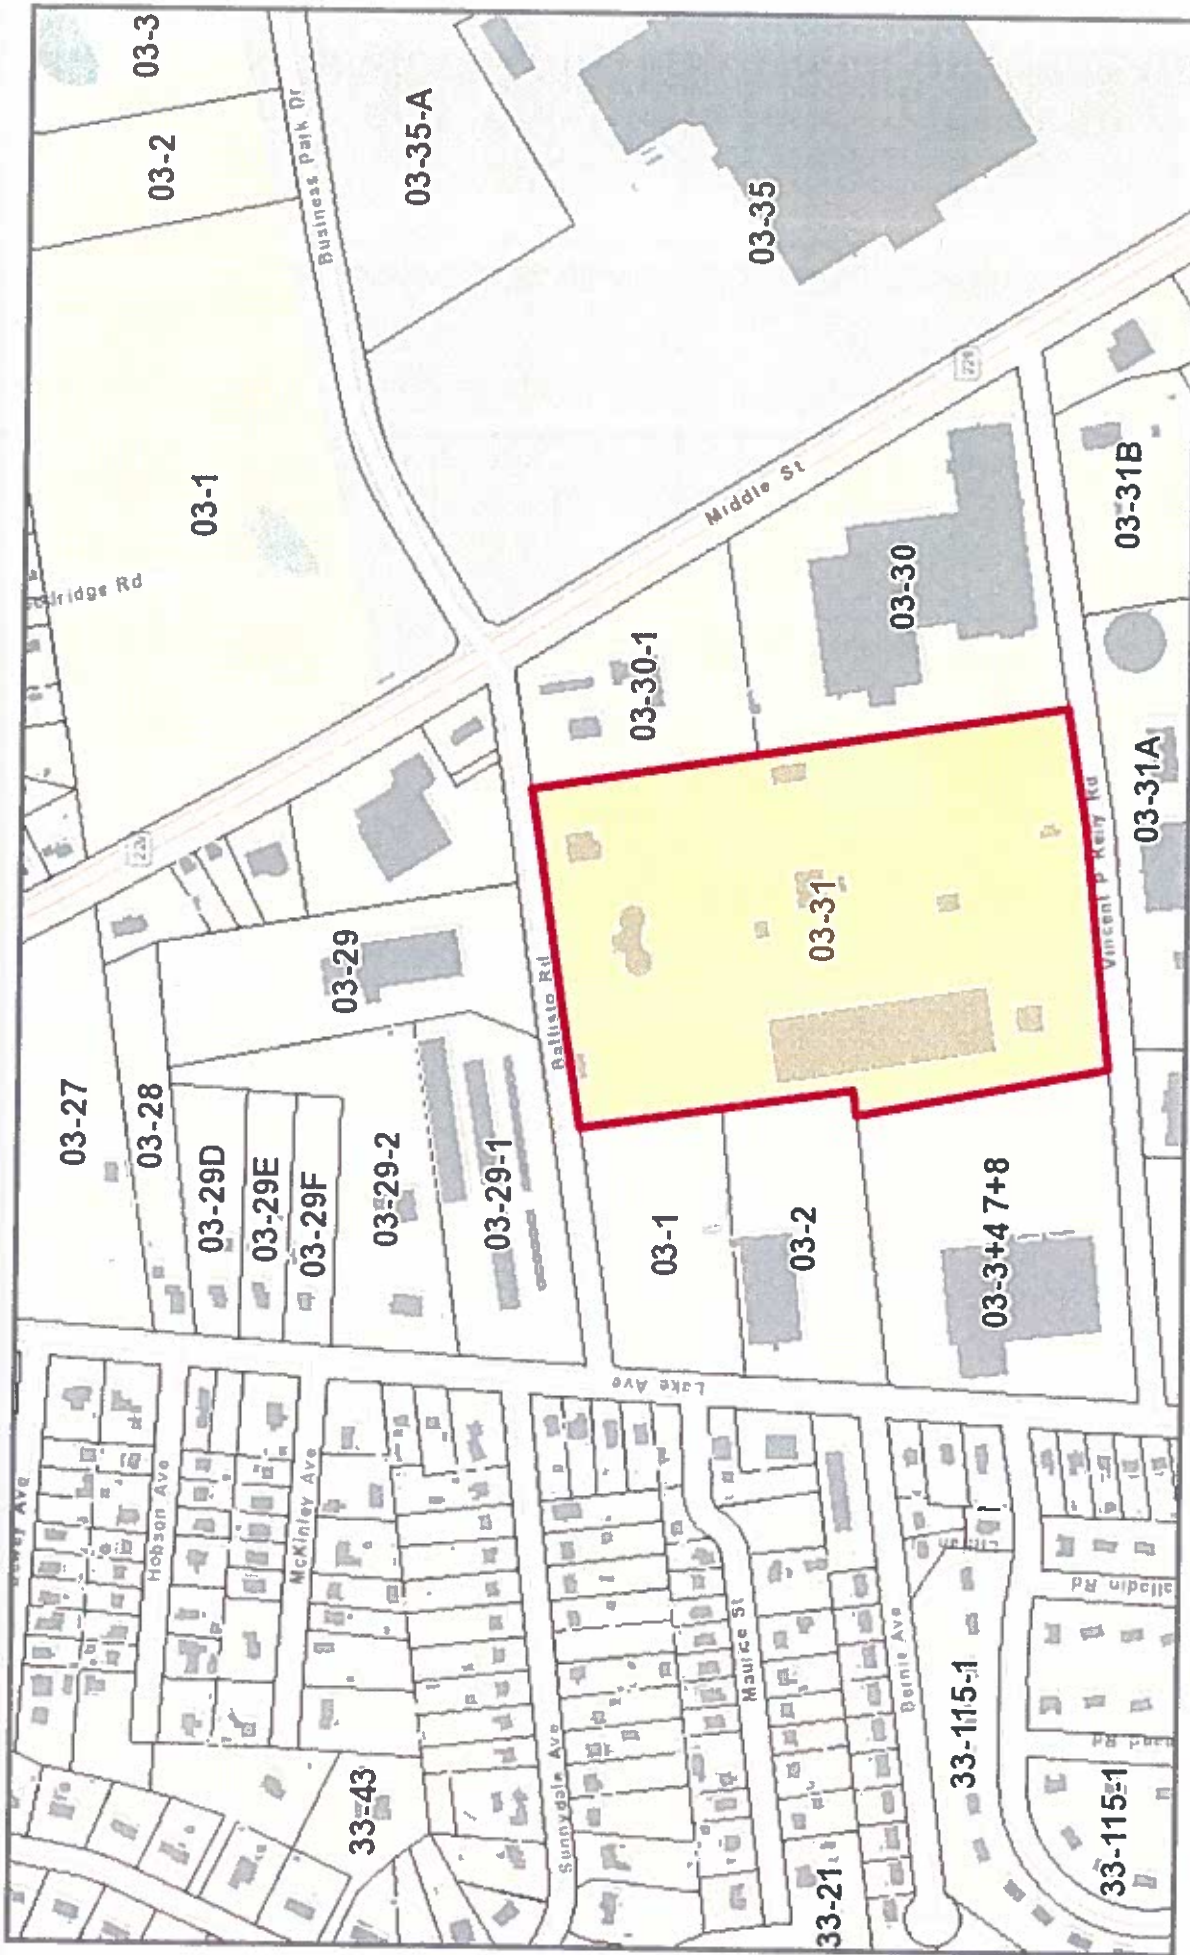 03-3
03-2
Business Park Dr
03-35-A
03-35
03-1
Middle St
229
03-31B
03-30
03-30-1
03-31A
Vincent P Kelly Rd
03-31
03-29
Battisto Rd
03-27
03-28
03-29D
03-29E
03-29F
03-29-2
03-29-1
03-1
03-2
03-3+4 7+8
Lake Ave
Hobson Ave
McKinley Ave
Sunnydale Ave
Maurice St
Bernie Ave
33-43
33-21
33-115-1
33-115-1